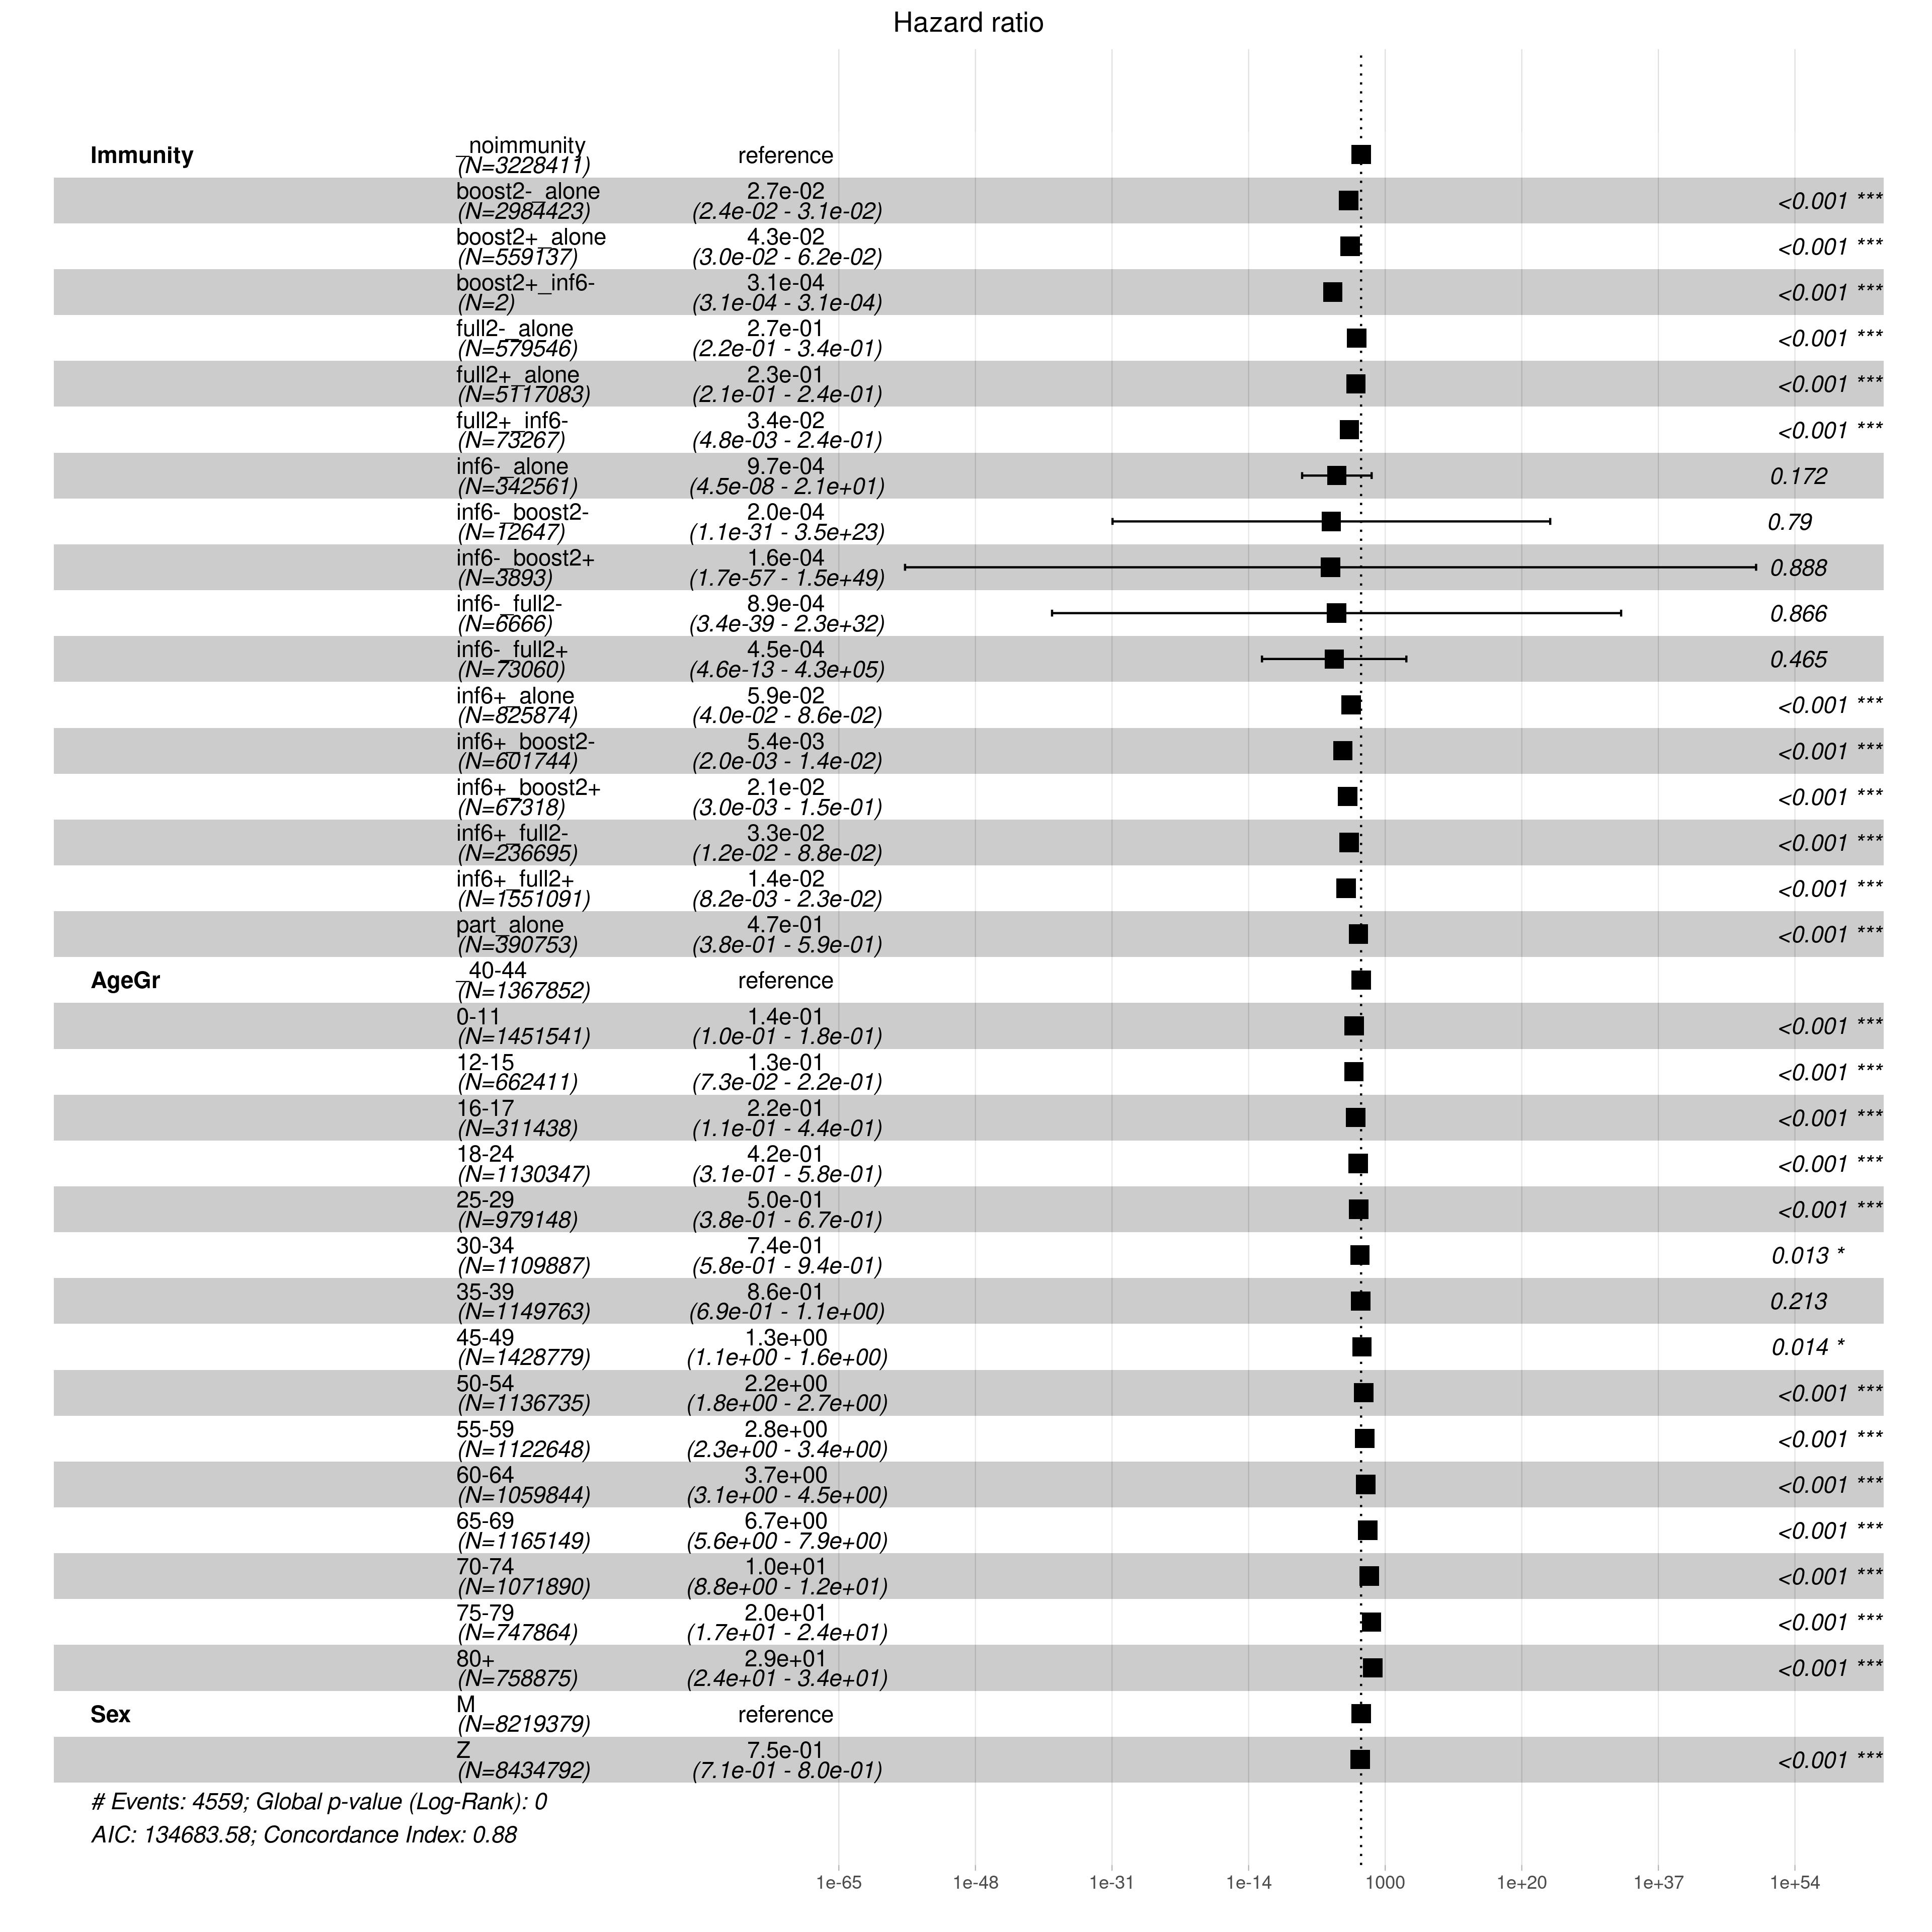 Hazard ratio
Immunity
_noimmunity
(N=3228411)
reference
boost2-_alone
(N=2984423)
2.7e-02
(2.4e-02 - 3.1e-02)
<0.001 ***
boost2+_alone
(N=559137)
4.3e-02
(3.0e-02 - 6.2e-02)
<0.001 ***
boost2+_inf6-
(N=2)
3.1e-04
(3.1e-04 - 3.1e-04)
<0.001 ***
full2-_alone
(N=579546)
2.7e-01
(2.2e-01 - 3.4e-01)
<0.001 ***
full2+_alone
(N=5117083)
2.3e-01
(2.1e-01 - 2.4e-01)
<0.001 ***
full2+_inf6-
(N=73267)
3.4e-02
(4.8e-03 - 2.4e-01)
<0.001 ***
inf6-_alone
(N=342561)
9.7e-04
(4.5e-08 - 2.1e+01)
0.172
inf6-_boost2-
(N=12647)
2.0e-04
(1.1e-31 - 3.5e+23)
0.79
inf6-_boost2+
(N=3893)
1.6e-04
(1.7e-57 - 1.5e+49)
0.888
inf6-_full2-
(N=6666)
8.9e-04
(3.4e-39 - 2.3e+32)
0.866
inf6-_full2+
(N=73060)
4.5e-04
(4.6e-13 - 4.3e+05)
0.465
inf6+_alone
(N=825874)
5.9e-02
(4.0e-02 - 8.6e-02)
<0.001 ***
inf6+_boost2-
(N=601744)
5.4e-03
(2.0e-03 - 1.4e-02)
<0.001 ***
inf6+_boost2+
(N=67318)
2.1e-02
(3.0e-03 - 1.5e-01)
<0.001 ***
inf6+_full2-
(N=236695)
3.3e-02
(1.2e-02 - 8.8e-02)
<0.001 ***
inf6+_full2+
(N=1551091)
1.4e-02
(8.2e-03 - 2.3e-02)
<0.001 ***
part_alone
(N=390753)
4.7e-01
(3.8e-01 - 5.9e-01)
<0.001 ***
AgeGr
_40-44
(N=1367852)
reference
0-11
(N=1451541)
1.4e-01
(1.0e-01 - 1.8e-01)
<0.001 ***
12-15
(N=662411)
1.3e-01
(7.3e-02 - 2.2e-01)
<0.001 ***
16-17
(N=311438)
2.2e-01
(1.1e-01 - 4.4e-01)
<0.001 ***
18-24
(N=1130347)
4.2e-01
(3.1e-01 - 5.8e-01)
<0.001 ***
25-29
(N=979148)
5.0e-01
(3.8e-01 - 6.7e-01)
<0.001 ***
30-34
(N=1109887)
7.4e-01
(5.8e-01 - 9.4e-01)
0.013 *
35-39
(N=1149763)
8.6e-01
(6.9e-01 - 1.1e+00)
0.213
45-49
(N=1428779)
1.3e+00
(1.1e+00 - 1.6e+00)
0.014 *
50-54
(N=1136735)
2.2e+00
(1.8e+00 - 2.7e+00)
<0.001 ***
55-59
(N=1122648)
2.8e+00
(2.3e+00 - 3.4e+00)
<0.001 ***
60-64
(N=1059844)
3.7e+00
(3.1e+00 - 4.5e+00)
<0.001 ***
65-69
(N=1165149)
6.7e+00
(5.6e+00 - 7.9e+00)
<0.001 ***
70-74
(N=1071890)
1.0e+01
(8.8e+00 - 1.2e+01)
<0.001 ***
75-79
(N=747864)
2.0e+01
(1.7e+01 - 2.4e+01)
<0.001 ***
80+
(N=758875)
2.9e+01
(2.4e+01 - 3.4e+01)
<0.001 ***
Sex
M
(N=8219379)
reference
Z
(N=8434792)
7.5e-01
(7.1e-01 - 8.0e-01)
<0.001 ***
# Events: 4559; Global p-value (Log-Rank): 0
AIC: 134683.58; Concordance Index: 0.88
1e-65 1e-48 1e-31 1e-14 1000 1e+20 1e+37 1e+54